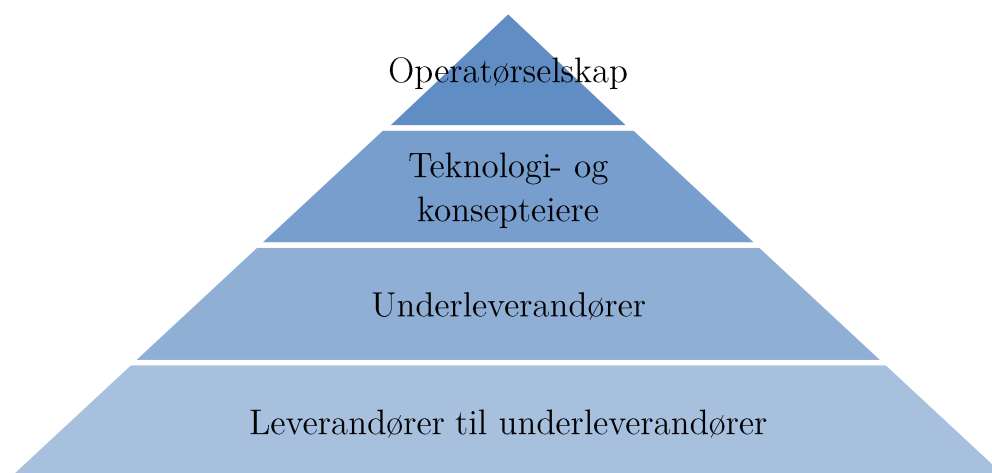 Operatørselskap
Teknologi- og
konsepteiere
Underleverandører
Leverandører til underleverandører